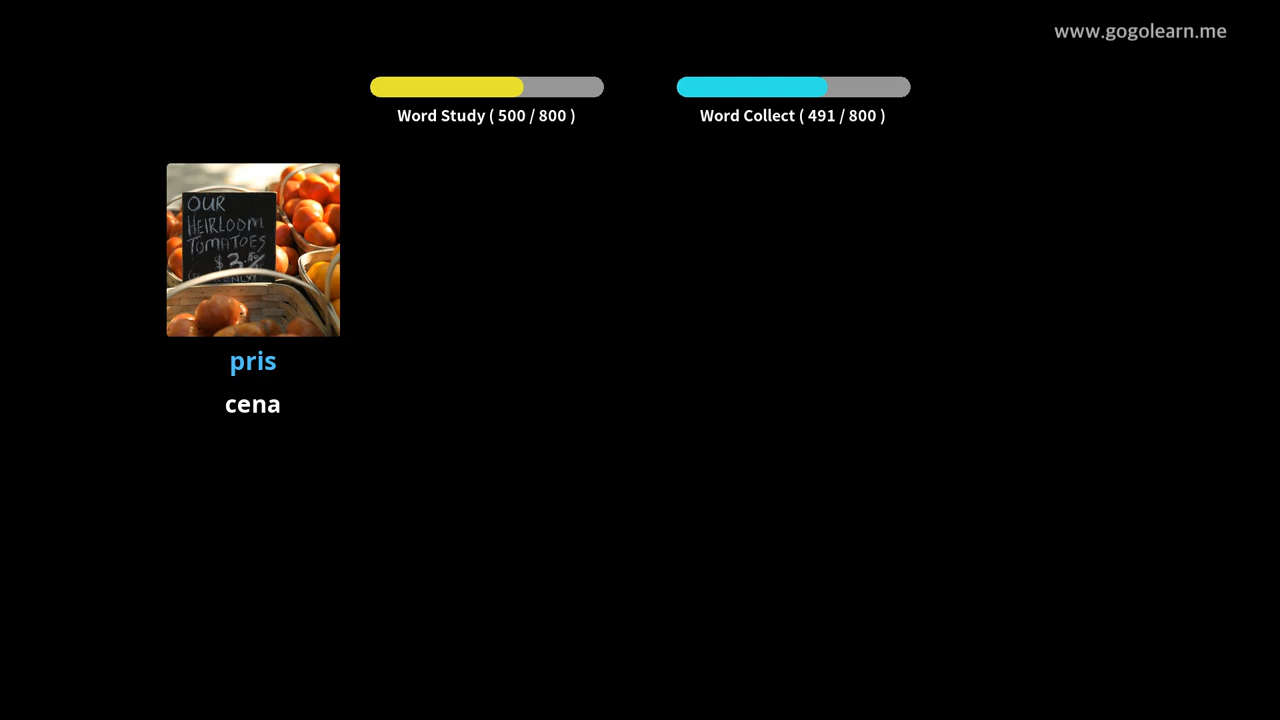 www.gogolearn.me
Word Study ( 500 / 800 )
Word Collect ( 491 / 800 )
OUR
HEIRLOOM
TOMATOES
pris
cena